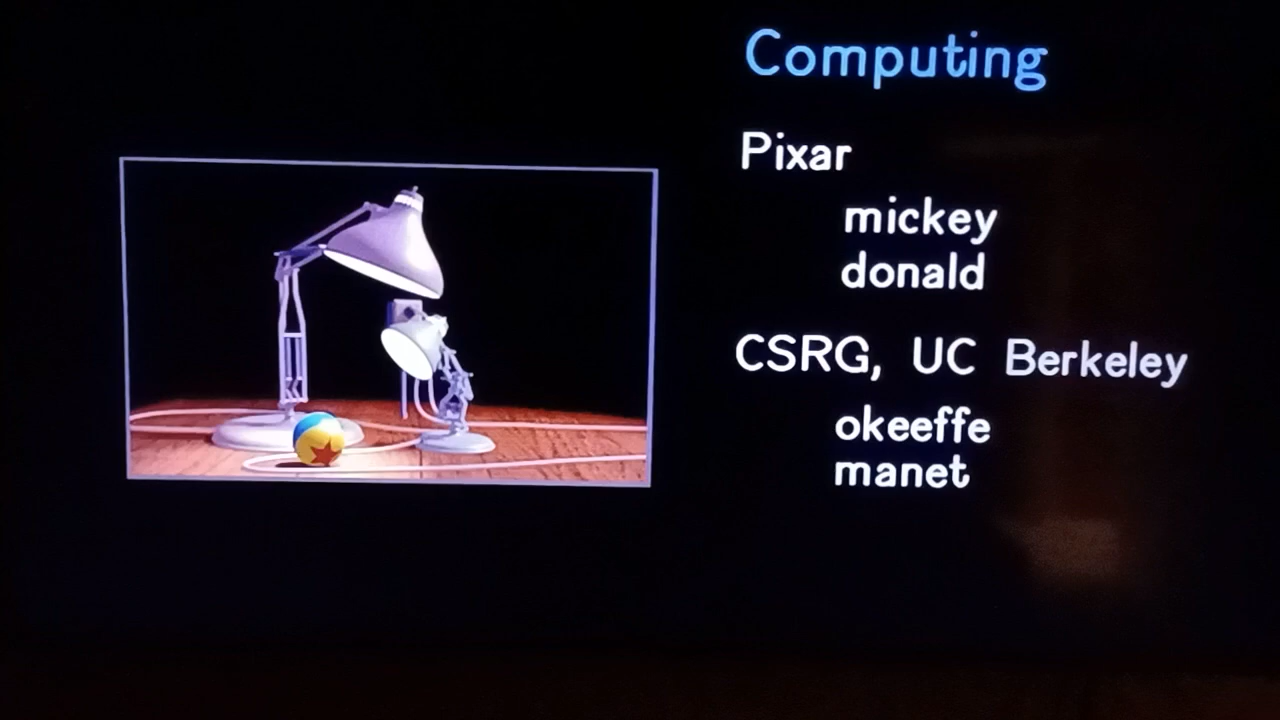 Computing
Pixar
mickey
donald
CSRG, UC Berkeley
okeeffe
manet